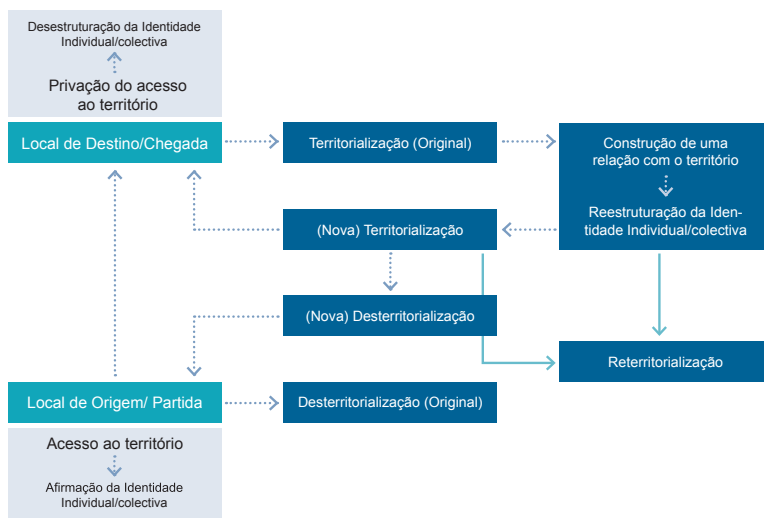 Desestruturação da Identidade
Individual/colectiva
Privação do acesso
ao território
Local de Destino/Chegada
Territorialização (Original)
Construção de uma
relação com o território
Reestruturação da Iden-
tidade Individual/colectiva
(Nova) Territorialização
(Nova) Desterritorialização
Reterritorialização
Local de Origem/ Partida
Desterritorialização (Original)
Acesso ao território
Afirmação da Identidade
Individual/colectiva